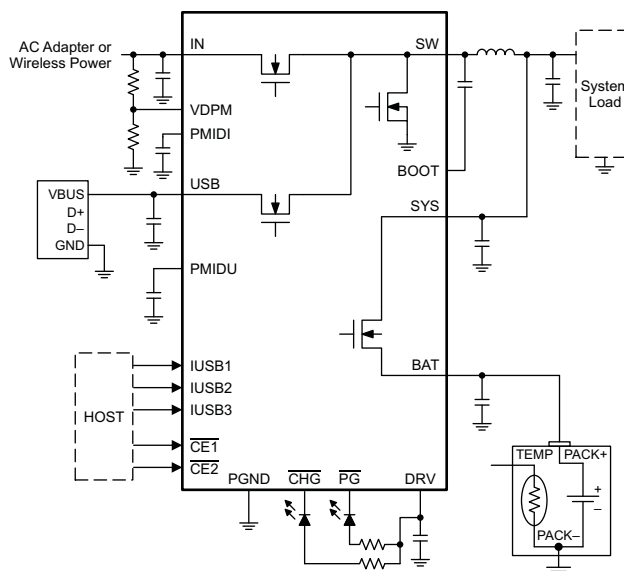 AC Adapter or
Wireless Power
IN
SW
VDPM
PMIDI
System
Load
BOOT
USB
SYS
VBUS
D+
D–
GND
PMIDU
BAT
HOST
IUSB1
IUSB2
IUSB3
CE1
CE2
PGND
CHG
PG
DRV
TEMP
PACK+
+
–
PACK–